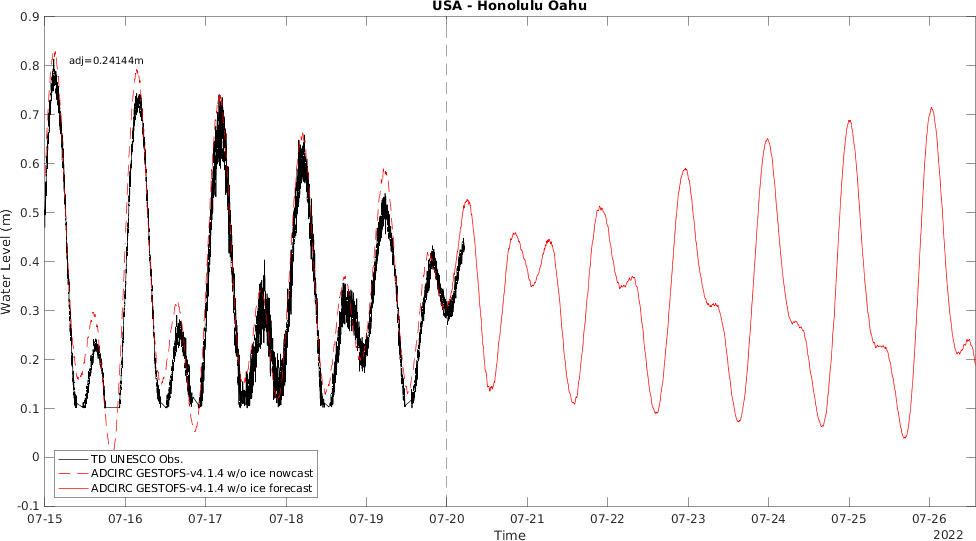 USA - Honolulu Oahu
adj=0.24144m
Water Level (m)
0.9
0.8
0.7
0.6
0.5
0.4
0.3
0.2
0.1
0
-0.1
TD UNESCO Obs.
ADCIRC GESTOFS-v4.1.4 w/o ice nowcast
ADCIRC GESTOFS-v4.1.4 w/o ice forecast
07-15 07-16 07-17 07-18 07-19 07-20 07-21 07-22 07-23 07-24 07-25 07-26
Time
2022